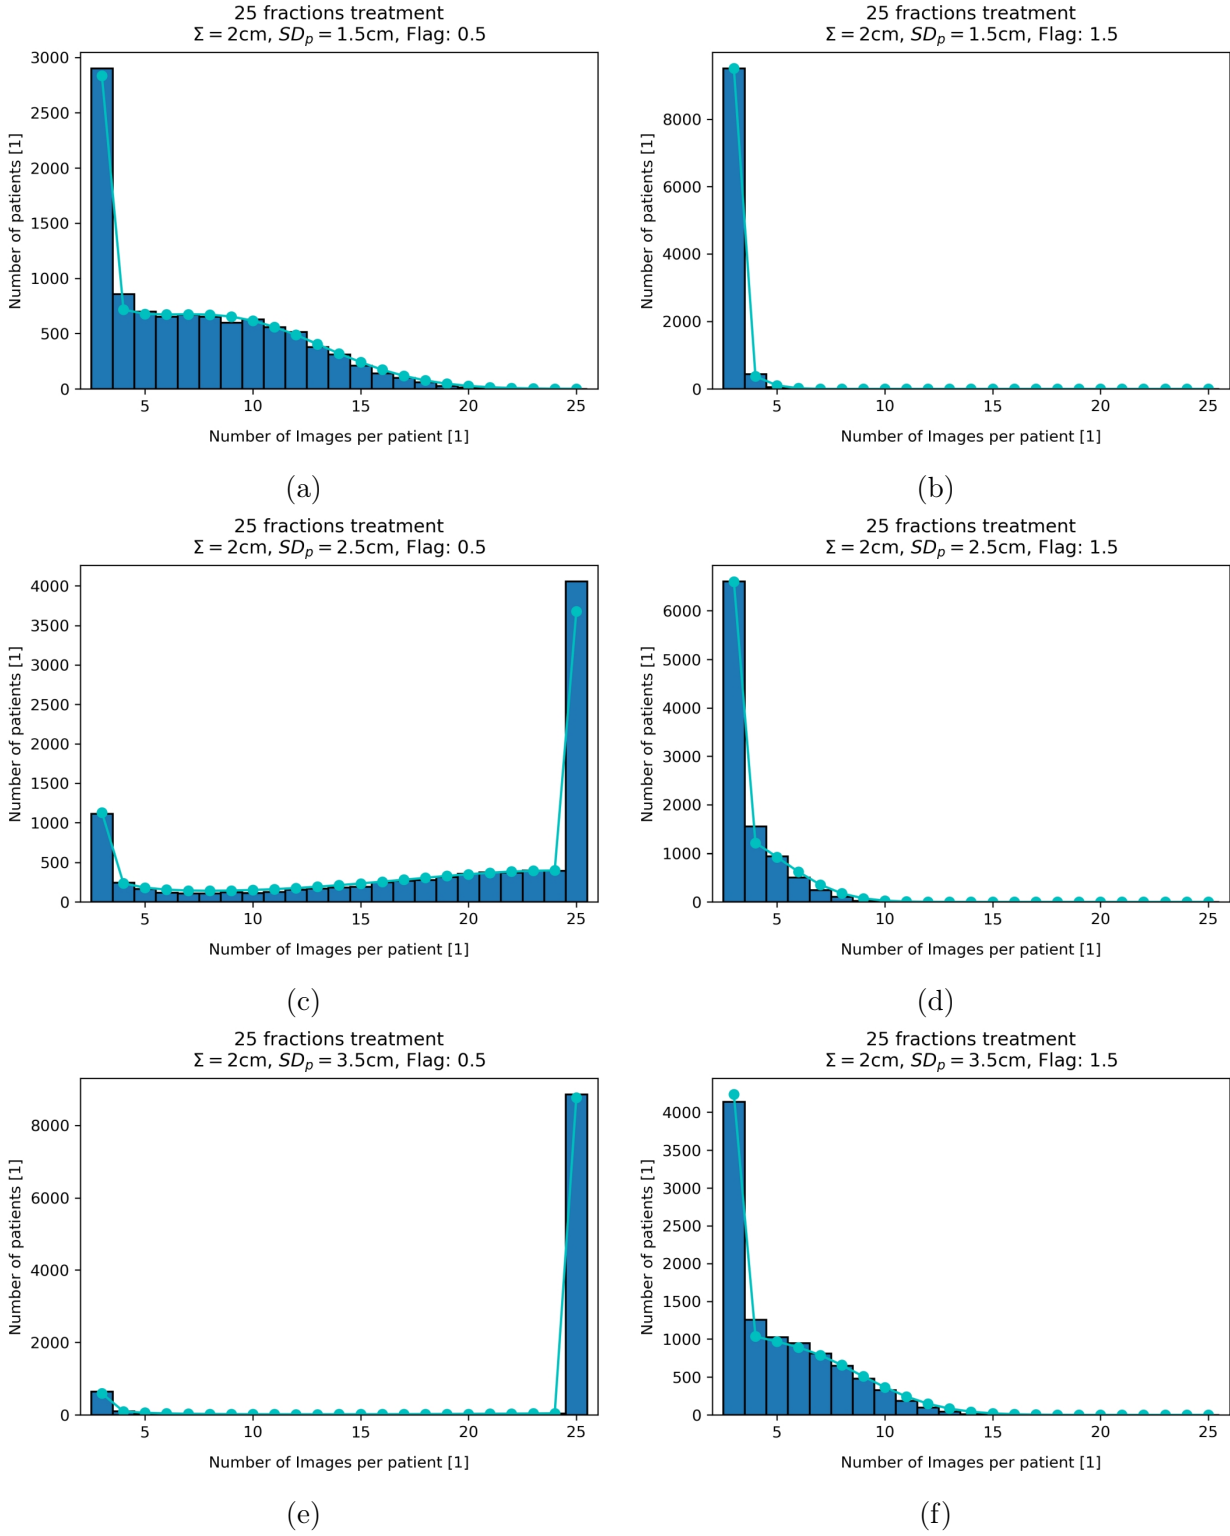 25 fractions treatment
Σ = 2cm, SD_p = 1.5cm, Flag: 0.5
Number of patients [1]
3000
2500
2000
1500
1000
500
0
5 10 15 20 25
Number of Images per patient [1]
(a)
25 fractions treatment
Σ = 2cm, SD_p = 1.5cm, Flag: 1.5
Number of patients [1]
8000
6000
4000
2000
0
5 10 15 20 25
Number of Images per patient [1]
(b)
25 fractions treatment
Σ = 2cm, SD_p = 2.5cm, Flag: 0.5
Number of patients [1]
4000
3500
3000
2500
2000
1500
1000
500
0
5 10 15 20 25
Number of Images per patient [1]
(c)
25 fractions treatment
Σ = 2cm, SD_p = 2.5cm, Flag: 1.5
Number of patients [1]
6000
5000
4000
3000
2000
1000
0
5 10 15 20 25
Number of Images per patient [1]
(d)
25 fractions treatment
Σ = 2cm, SD_p = 3.5cm, Flag: 0.5
Number of patients [1]
8000
6000
4000
2000
0
5 10 15 20 25
Number of Images per patient [1]
(e)
25 fractions treatment
Σ = 2cm, SD_p = 3.5cm, Flag: 1.5
Number of patients [1]
4000
3500
3000
2500
2000
1500
1000
500
0
5 10 15 20 25
Number of Images per patient [1]
(f)